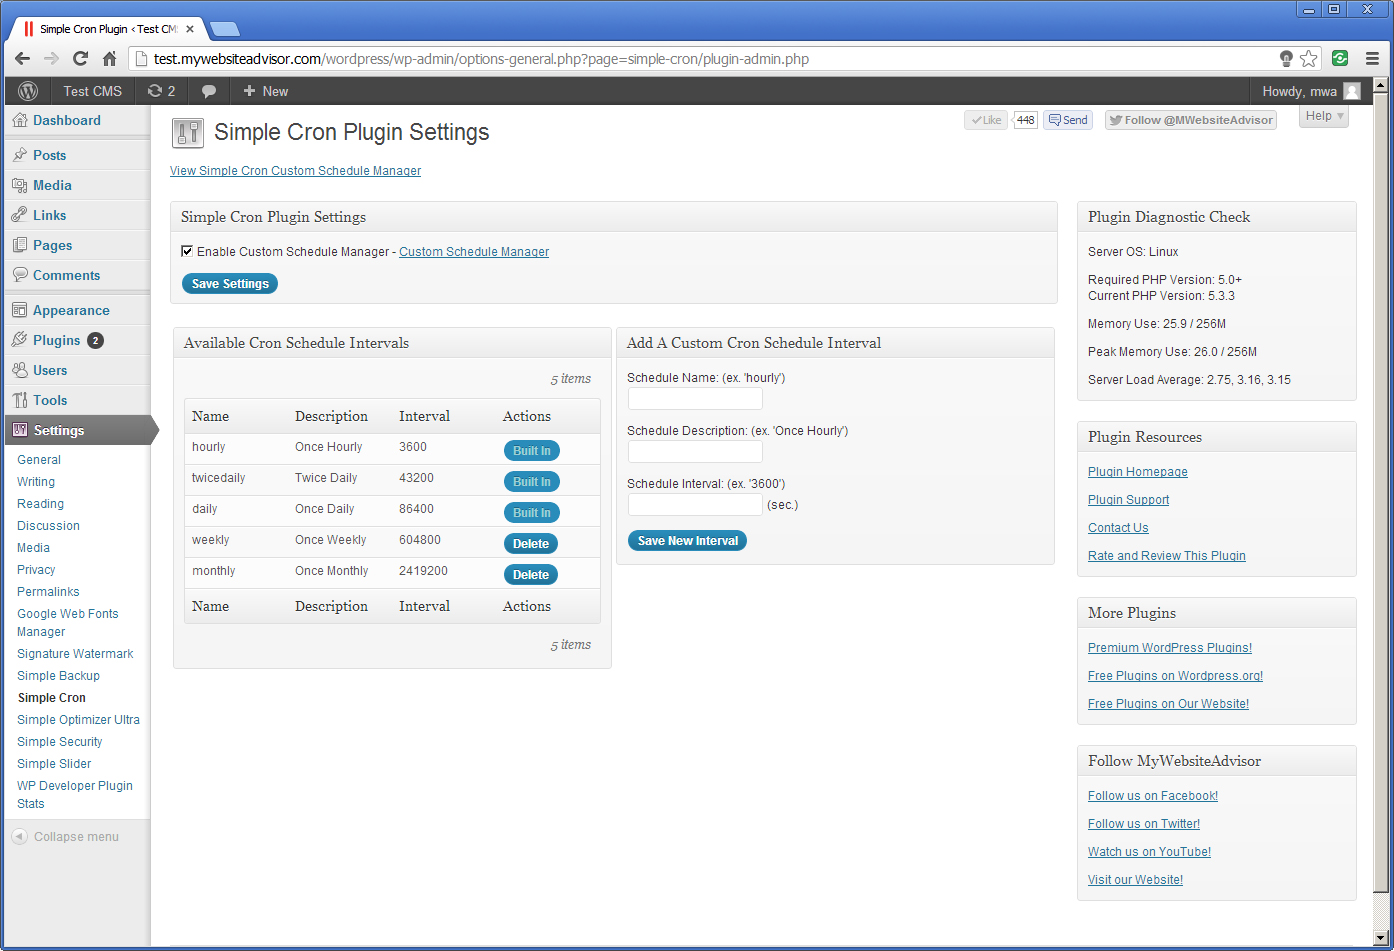 Simple Cron Plugin ‹ Test CM
test.mywebsiteadvisor.com/wordpress/wp-admin/options-general.php?page=simple-cron/plugin-admin.php
Test CMS 2 + New Howdy, mwa
Dashboard
Posts
Media
Links
Pages
Comments
Appearance
Plugins 2
Users
Tools
Settings
General
Writing
Reading
Discussion
Media
Privacy
Permalinks
Google Web Fonts
Manager
Signature Watermark
Simple Backup
Simple Cron
Simple Optimizer Ultra
Simple Security
Simple Slider
WP Developer Plugin
Stats
Collapse menu
Like 448 Send Follow @MWebsiteAdvisor Help
Simple Cron Plugin Settings
View Simple Cron Custom Schedule Manager
Simple Cron Plugin Settings
Enable Custom Schedule Manager - Custom Schedule Manager
Save Settings
Available Cron Schedule Intervals
5 items
Name Description Interval Actions
hourly Once Hourly 3600 Built In
twicedaily Twice Daily 43200 Built In
daily Once Daily 86400 Built In
weekly Once Weekly 604800 Delete
monthly Once Monthly 2419200 Delete
Name Description Interval Actions
5 items
Add A Custom Cron Schedule Interval
Schedule Name: (ex. 'hourly')
Schedule Description: (ex. 'Once Hourly')
Schedule Interval: (ex. '3600')
(sec.)
Save New Interval
Plugin Diagnostic Check
Server OS: Linux
Required PHP Version: 5.0+
Current PHP Version: 5.3.3
Memory Use: 25.9 / 256M
Peak Memory Use: 26.0 / 256M
Server Load Average: 2.75, 3.16, 3.15
Plugin Resources
Plugin Homepage
Plugin Support
Contact Us
Rate and Review This Plugin
More Plugins
Premium WordPress Plugins!
Free Plugins on Wordpress.org!
Free Plugins on Our Website!
Follow MyWebsiteAdvisor
Follow us on Facebook!
Follow us on Twitter!
Watch us on YouTube!
Visit our Website!